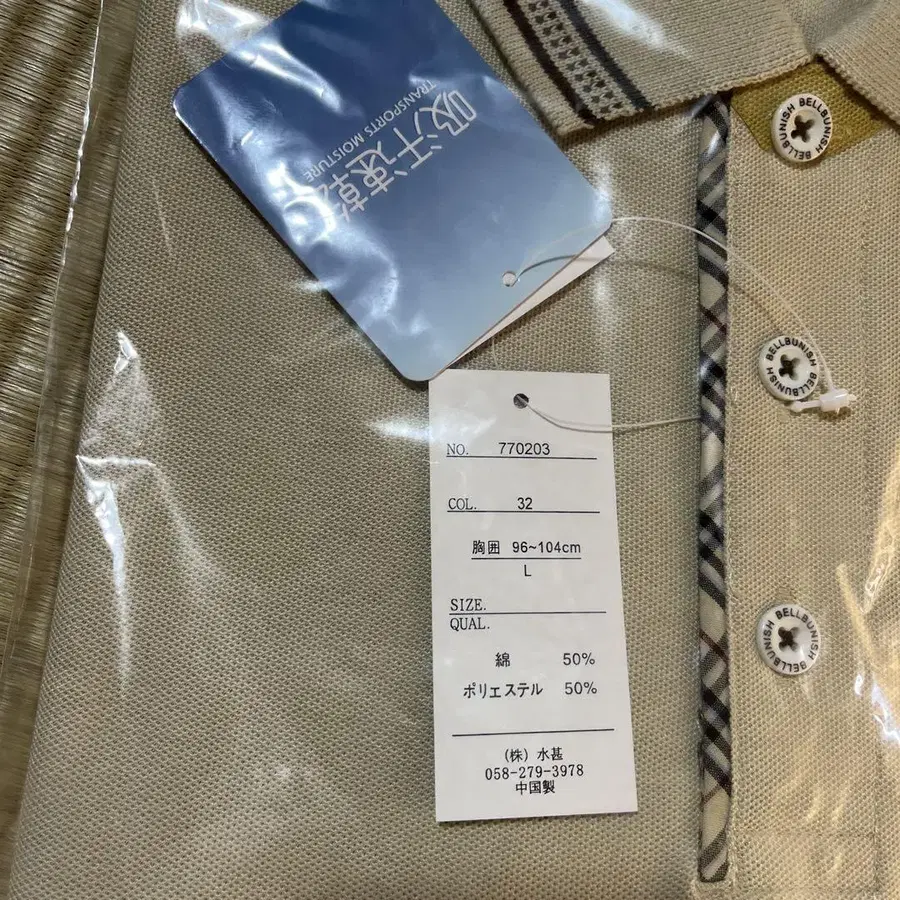 吸汗速乾
TRANSPORTS MOISTURE
BELLBUNISH BELLBUNISH
BELLBUNISH BELLBUNISH
BELLBUNISH BELLBUNISH
NO. 770203
COL. 32
胸囲 96~104cm
L
SIZE.
QUAL.
綿 50%
ポリエステル 50%
(株) 水甚
058-279-3978
中国製